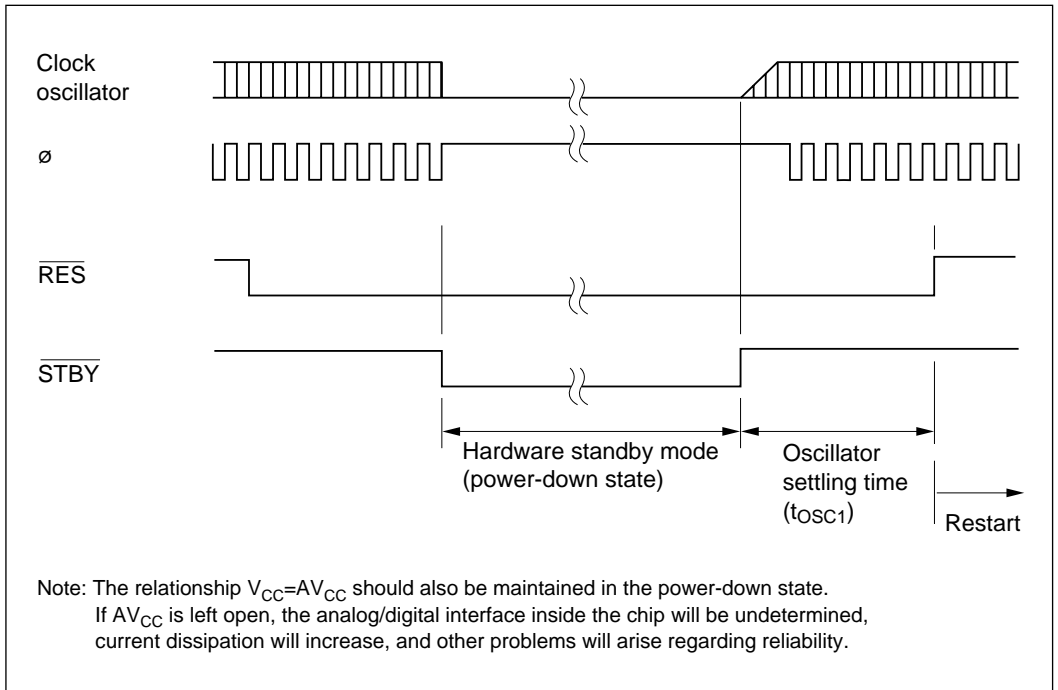 Clock
oscillator
ø
RES
STBY
Hardware standby mode
(power-down state)
Oscillator
settling time
(tOSC1)
Restart
Note: The relationship VCC=AVCC should also be maintained in the power-down state.
If AVCC is left open, the analog/digital interface inside the chip will be undetermined,
current dissipation will increase, and other problems will arise regarding reliability.